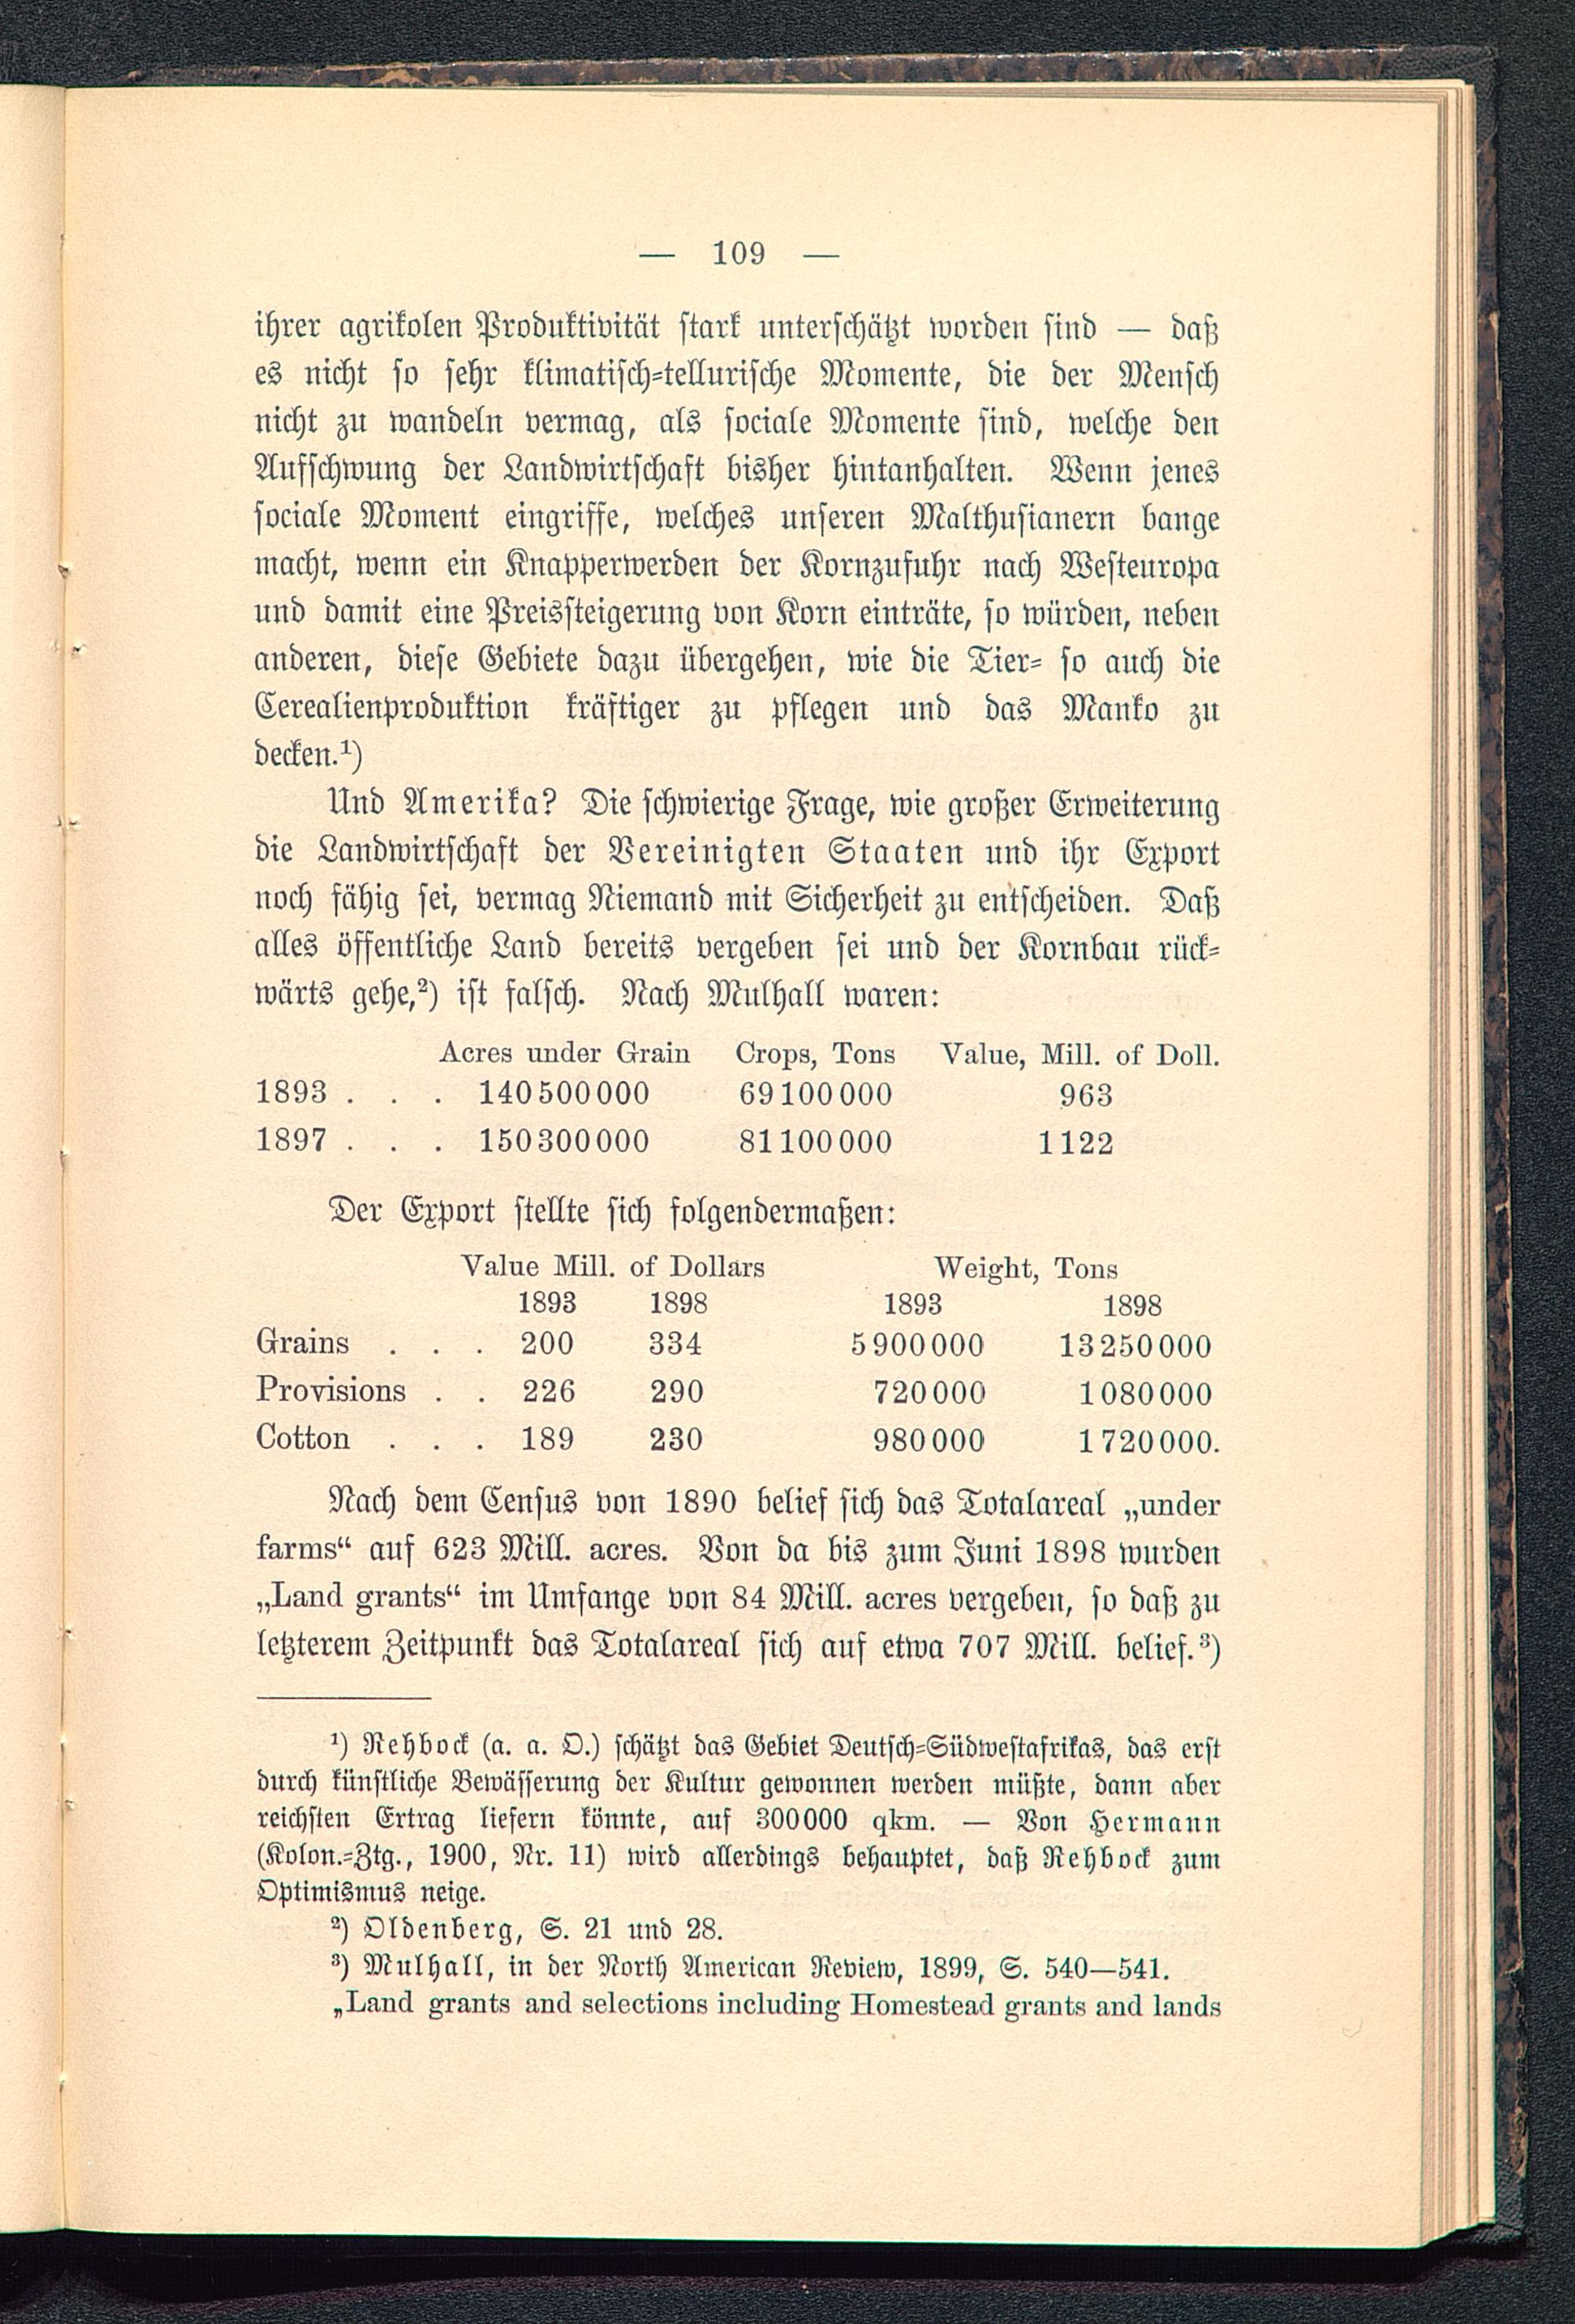 — 109 —
ihrer agrikolen Produktivität stark unterschätzt worden sind — daß
es nicht so sehr klimatisch-tellurische Momente, die der Mensch
nicht zu wandeln vermag, als sociale Momente sind, welche den
Aufschwung der Landwirtschaft bisher hintanhalten. Wenn jenes
sociale Moment eingriffe, welches unseren Malthusianern bange
macht, wenn ein Knapperwerden der Kornzufuhr nach Westeuropa
und damit eine Preissteigerung von Korn einträte, so würden, neben
anderen, diese Gebiete dazu übergehen, wie die Tier- so auch die
Cerealienproduktion kräftiger zu pflegen und das Manko zu
decken.¹)
Und Amerika? Die schwierige Frage, wie großer Erweiterung
die Landwirtschaft der Vereinigten Staaten und ihr Export
noch fähig sei, vermag Niemand mit Sicherheit zu entscheiden. Daß
alles öffentliche Land bereits vergeben sei und der Kornbau rück-
wärts gehe,²) ist falsch. Nach Mulhall waren:
Acres under Grain Crops, Tons Value, Mill. of Doll.
1893 . . . 140500000 69100000 963
1897 . . . 150300000 81100000 1122
Der Export stellte sich folgendermaßen:
Value Mill. of Dollars Weight, Tons
1893 1898 1893 1898
Grains . . . 200 334 5900000 13250000
Provisions . . 226 290 720000 1080000
Cotton . . . 189 230 980000 1720000.
Nach dem Census von 1890 belief sich das Totalareal „under
farms“ auf 623 Mill. acres. Von da bis zum Juni 1898 wurden
„Land grants“ im Umfange von 84 Mill. acres vergeben, so daß zu
letzterem Zeitpunkt das Totalareal sich auf etwa 707 Mill. belief.³)
¹) Rehbock (a. a. O.) schätzt das Gebiet Deutsch-Südwestafrikas, das erst
durch künstliche Bewässerung der Kultur gewonnen werden müßte, dann aber
reichsten Ertrag liefern könnte, auf 300000 qkm. — Von Hermann
(Kolon.-Ztg., 1900, Nr. 11) wird allerdings behauptet, daß Rehbock zum
Optimismus neige.
²) Oldenberg, S. 21 und 28.
³) Mulhall, in der North American Review, 1899, S. 540—541.
„Land grants and selections including Homestead grants and lands